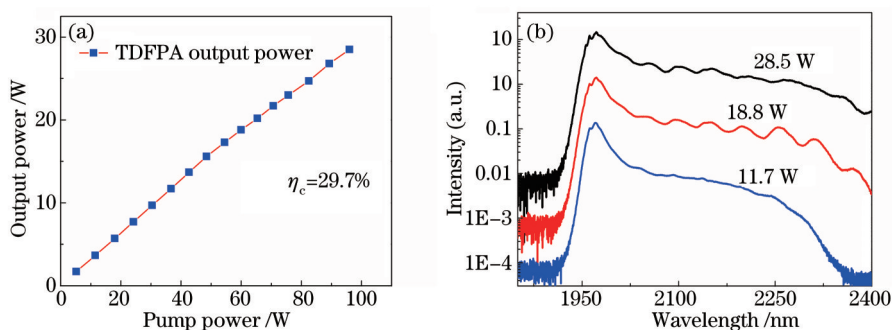 (a)
TDFPA output power
ηc=29.7%
Output power /W
30
20
10
0
0 20 40 60 80 100
Pump power /W
(b)
28.5 W
18.8 W
11.7 W
Intensity (a.u.)
10
10
0.1
0.01
1E−3
1E−4
1950 2100 2250 2400
Wavelength /nm